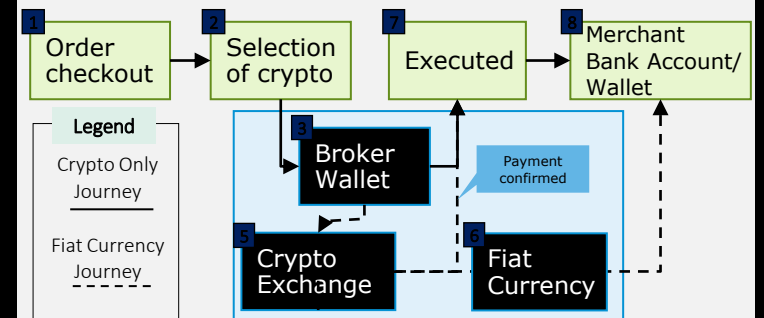 1
Order
checkout
2
Selection
of crypto
7
Executed
8
Merchant
Bank Account/
Wallet
Legend
Crypto Only
Journey
Fiat Currency
Journey
3
Broker
Wallet
Payment
confirmed
5
Crypto
Exchange
6
Fiat
Currency